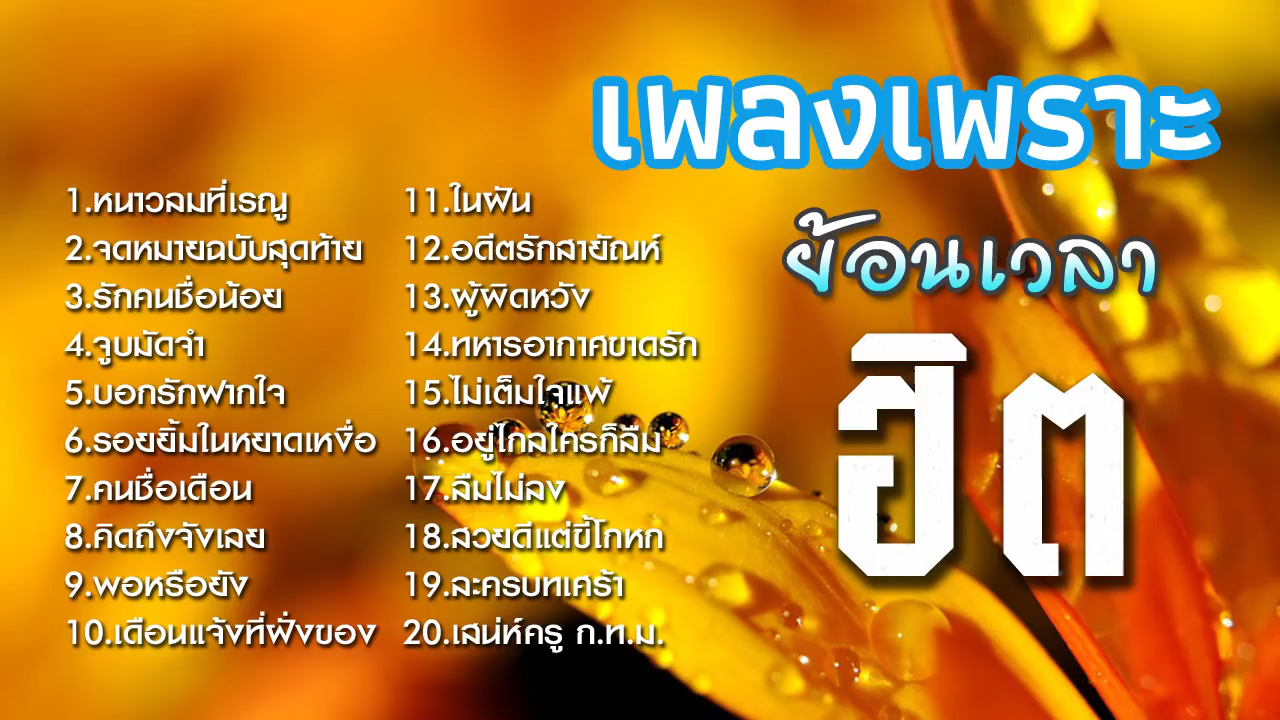 เพลงเพราะ
ย้อนเวลา
ฮิต
1.หนาวลมที่เรณู
2.จดหมายฉบับสุดท้าย
3.รักคนชื่อน้อย
4.จูบมัดจำ
5.บอกรักฝากใจ
6.รอยยิ้มในหยาดเหงื่อ
7.คนชื่อเดือน
8.คิดถึงจังเลย
9.พอหรือยัง
10.เดือนแจ้งที่ฝั่งของ
11.ในฝัน
12.อดีตรักสายัณห์
13.ผู้ผิดหวัง
14.ทหารอากาศขาดรัก
15.ไม่เต็มใจแพ้
16.อยู่ไกลใครก็ลืม
17.ลืมไม่ลง
18.สวยดีแต่ขี้โกหก
19.ละครบทเศร้า
20.เสน่ห์ครู ก.ท.ม.